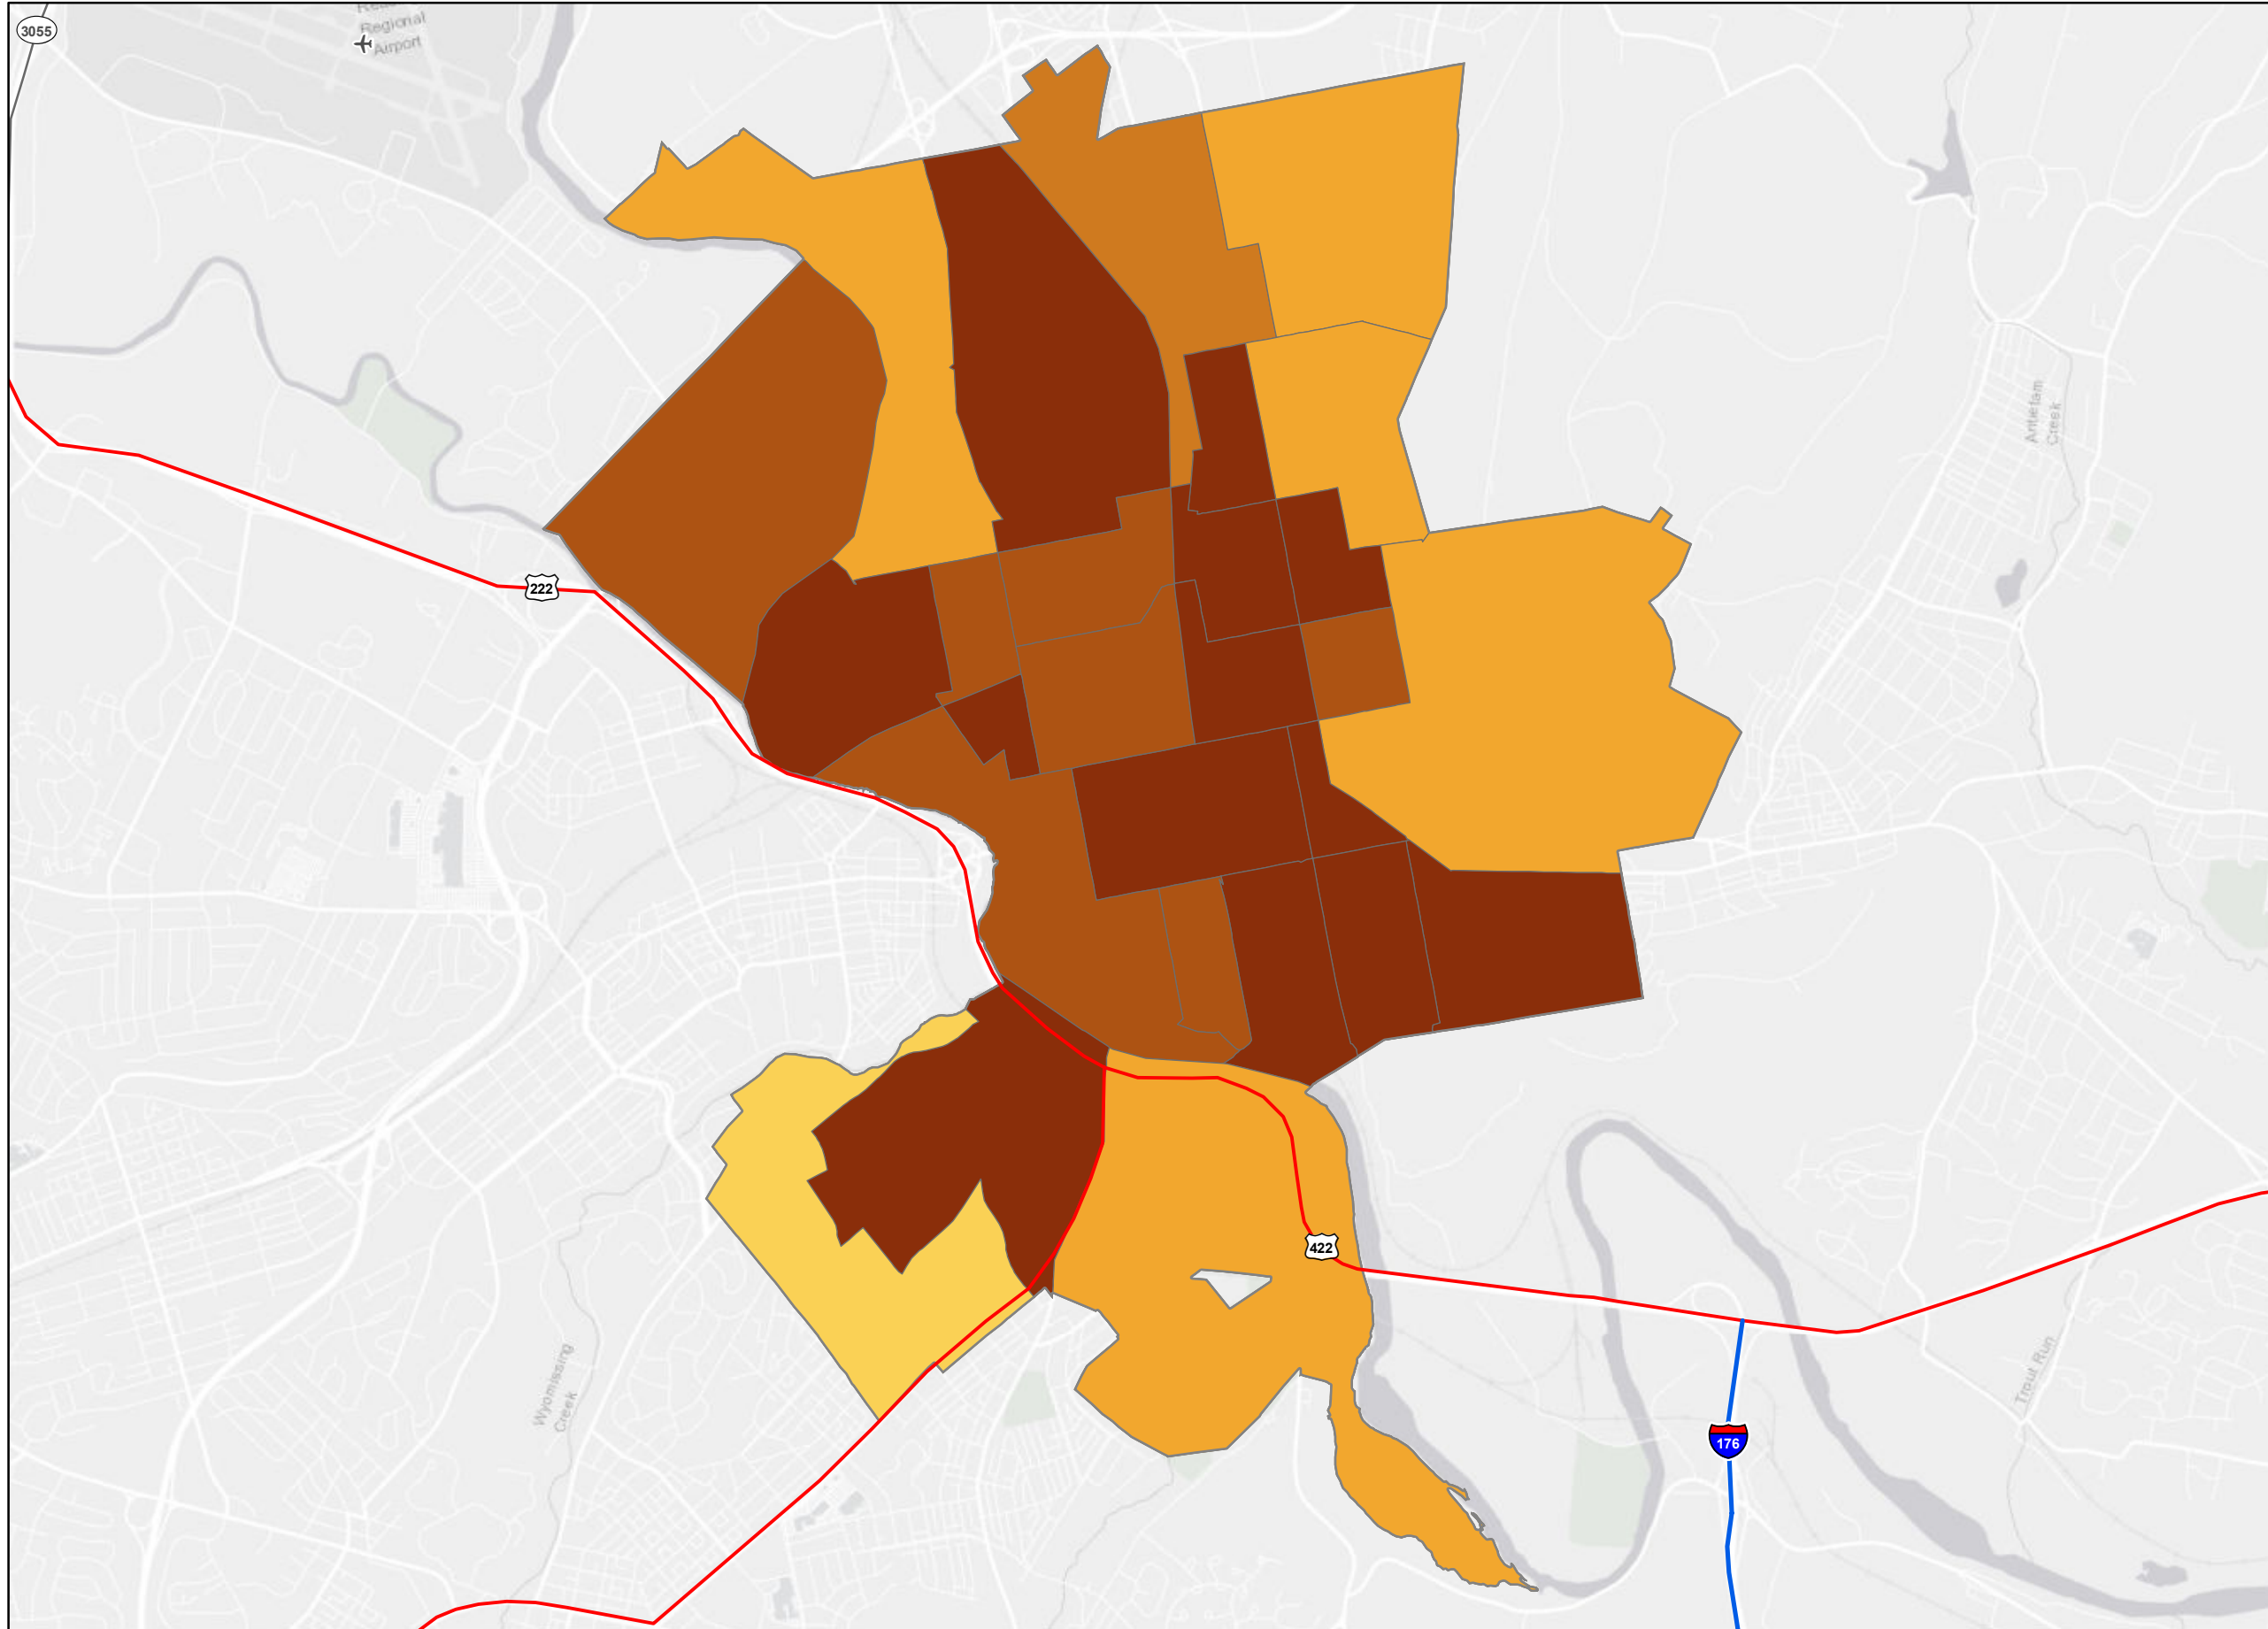 3055
Regional
Airport
Antietam
Creek
222
422
Wyomissing
Creek
Trout Run
176